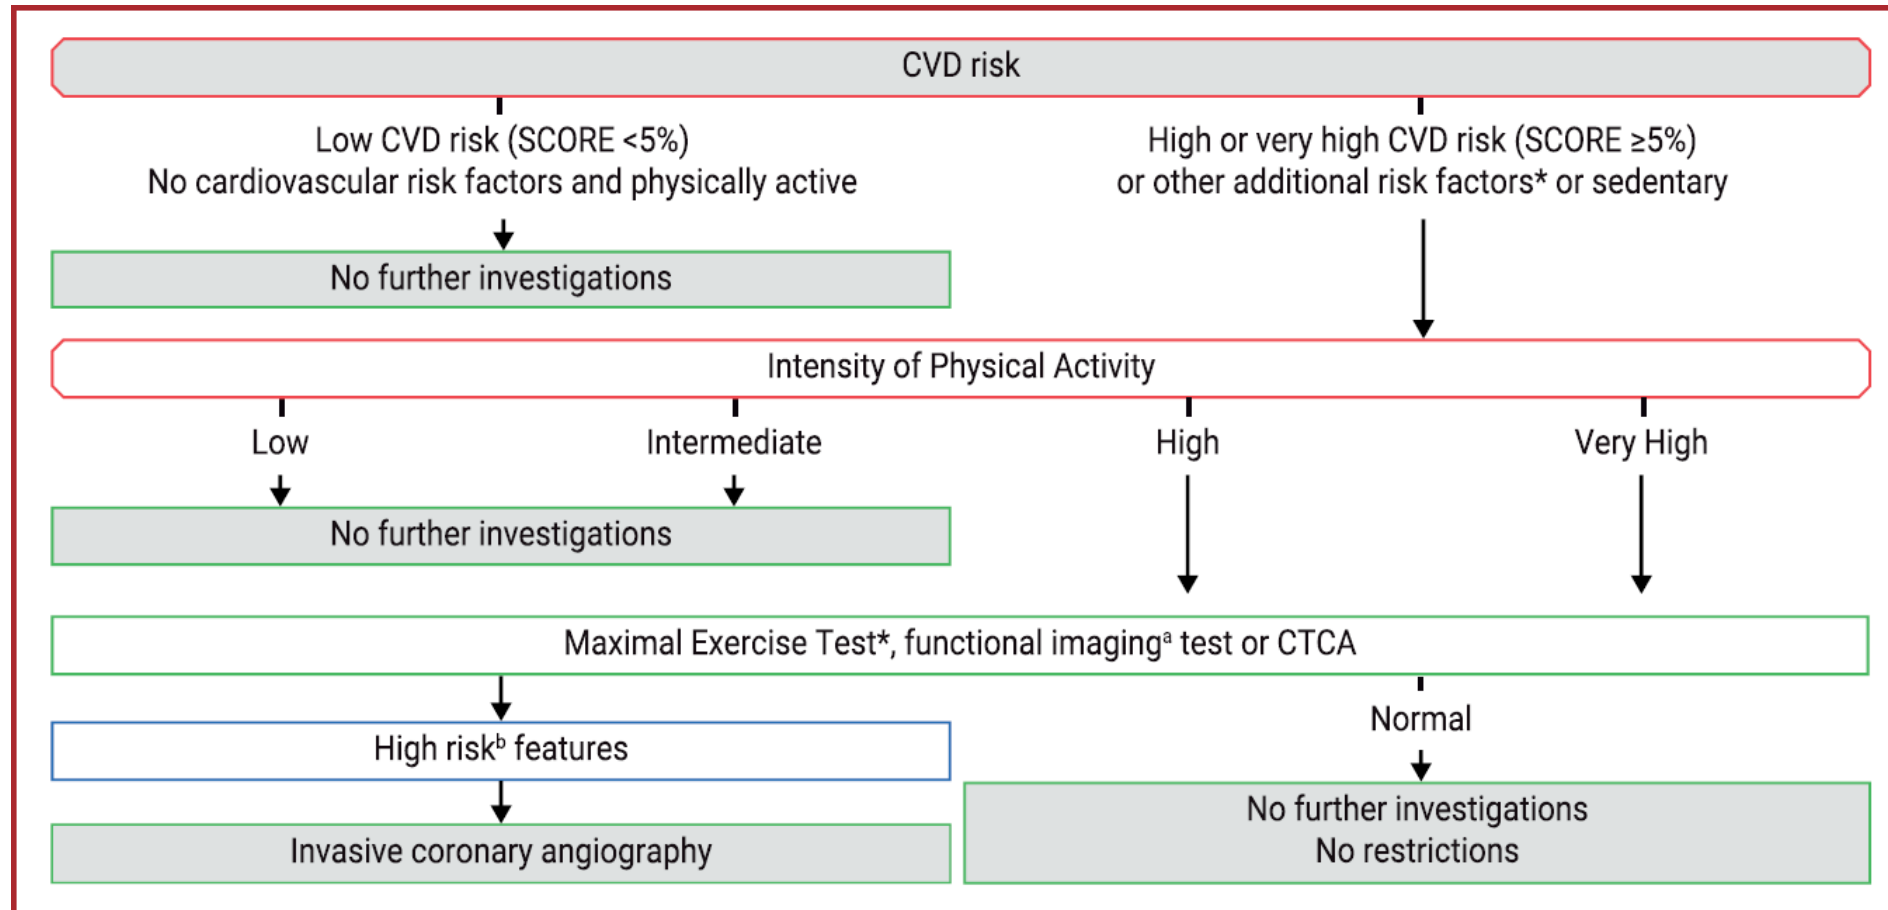 CVD risk
Low CVD risk (SCORE <5%)
No cardiovascular risk factors and physically active
High or very high CVD risk (SCORE ≥5%)
or other additional risk factors* or sedentary
No further investigations
Intensity of Physical Activity
Low
Intermediate
High
Very High
No further investigations
Maximal Exercise Test*, functional imagingᵃ test or CTCA
High riskᵇ features
Normal
Invasive coronary angiography
No further investigations
No restrictions